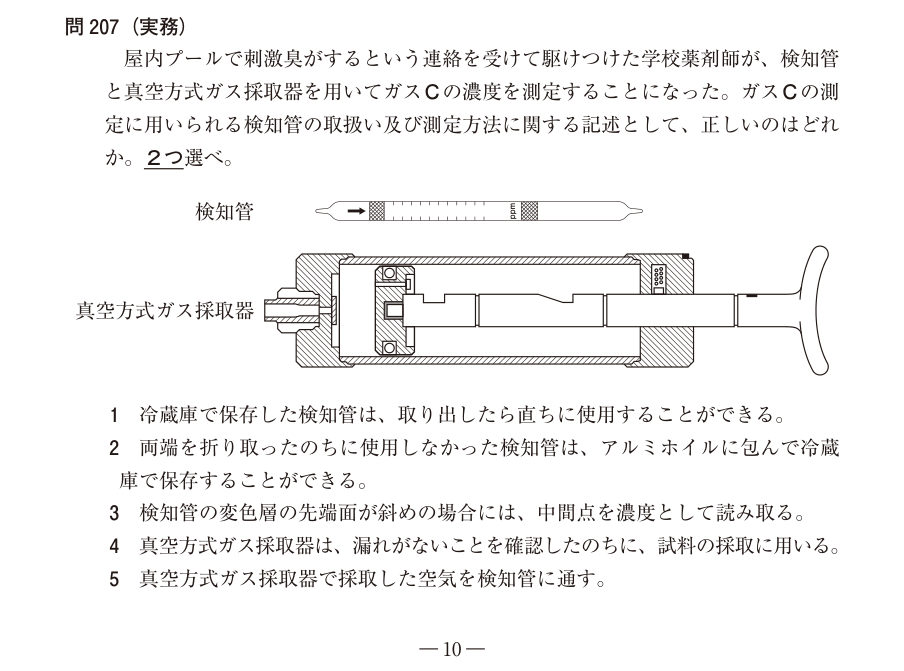 問 207 (実務)
屋内プールで刺激臭がするという連絡を受けて駆けつけた学校薬剤師が、検知管
と真空方式ガス採取器を用いてガスCの濃度を測定することになった。ガスCの測
定に用いられる検知管の取扱い及び測定方法に関する記述として、正しいのはどれ
か。2つ選べ。
検知管
ppm
真空方式ガス採取器
1 冷蔵庫で保存した検知管は、取り出したら直ちに使用することができる。
2 両端を折り取ったのちに使用しなかった検知管は、アルミホイルに包んで冷蔵
庫で保存することができる。
3 検知管の変色層の先端面が斜めの場合には、中間点を濃度として読み取る。
4 真空方式ガス採取器は、漏れがないことを確認したのちに、試料の採取に用いる。
5 真空方式ガス採取器で採取した空気を検知管に通す。
— 10 —